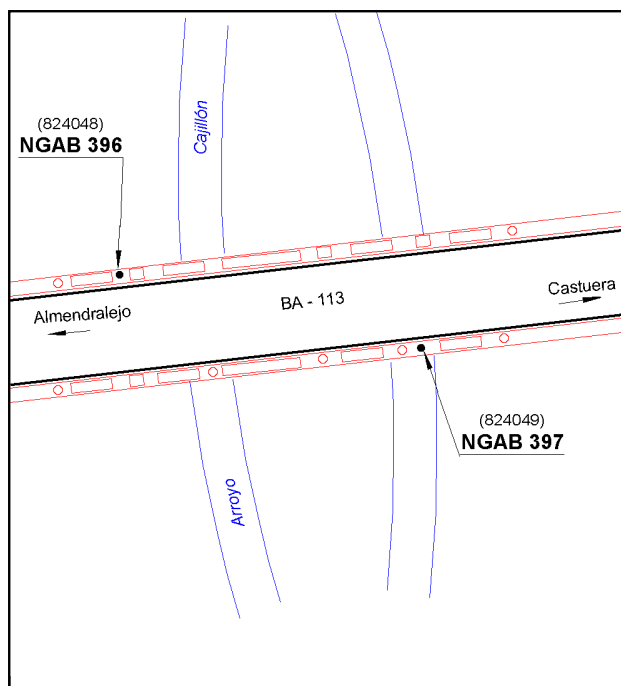 Cajillón
(824048)
NGAB 396
BA - 113
Castuera
Almendralejo
(824049)
NGAB 397
Arroyo